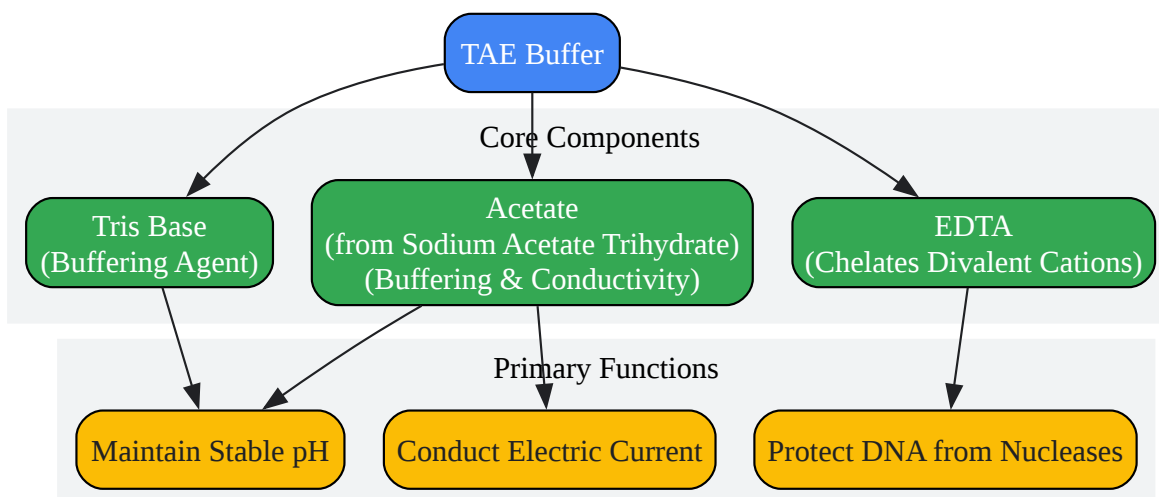 TAE Buffer
Core Components
Tris Base
(Buffering Agent)
Acetate
(from Sodium Acetate Trihydrate)
(Buffering & Conductivity)
EDTA
(Chelates Divalent Cations)
Primary Functions
Maintain Stable pH
Conduct Electric Current
Protect DNA from Nucleases